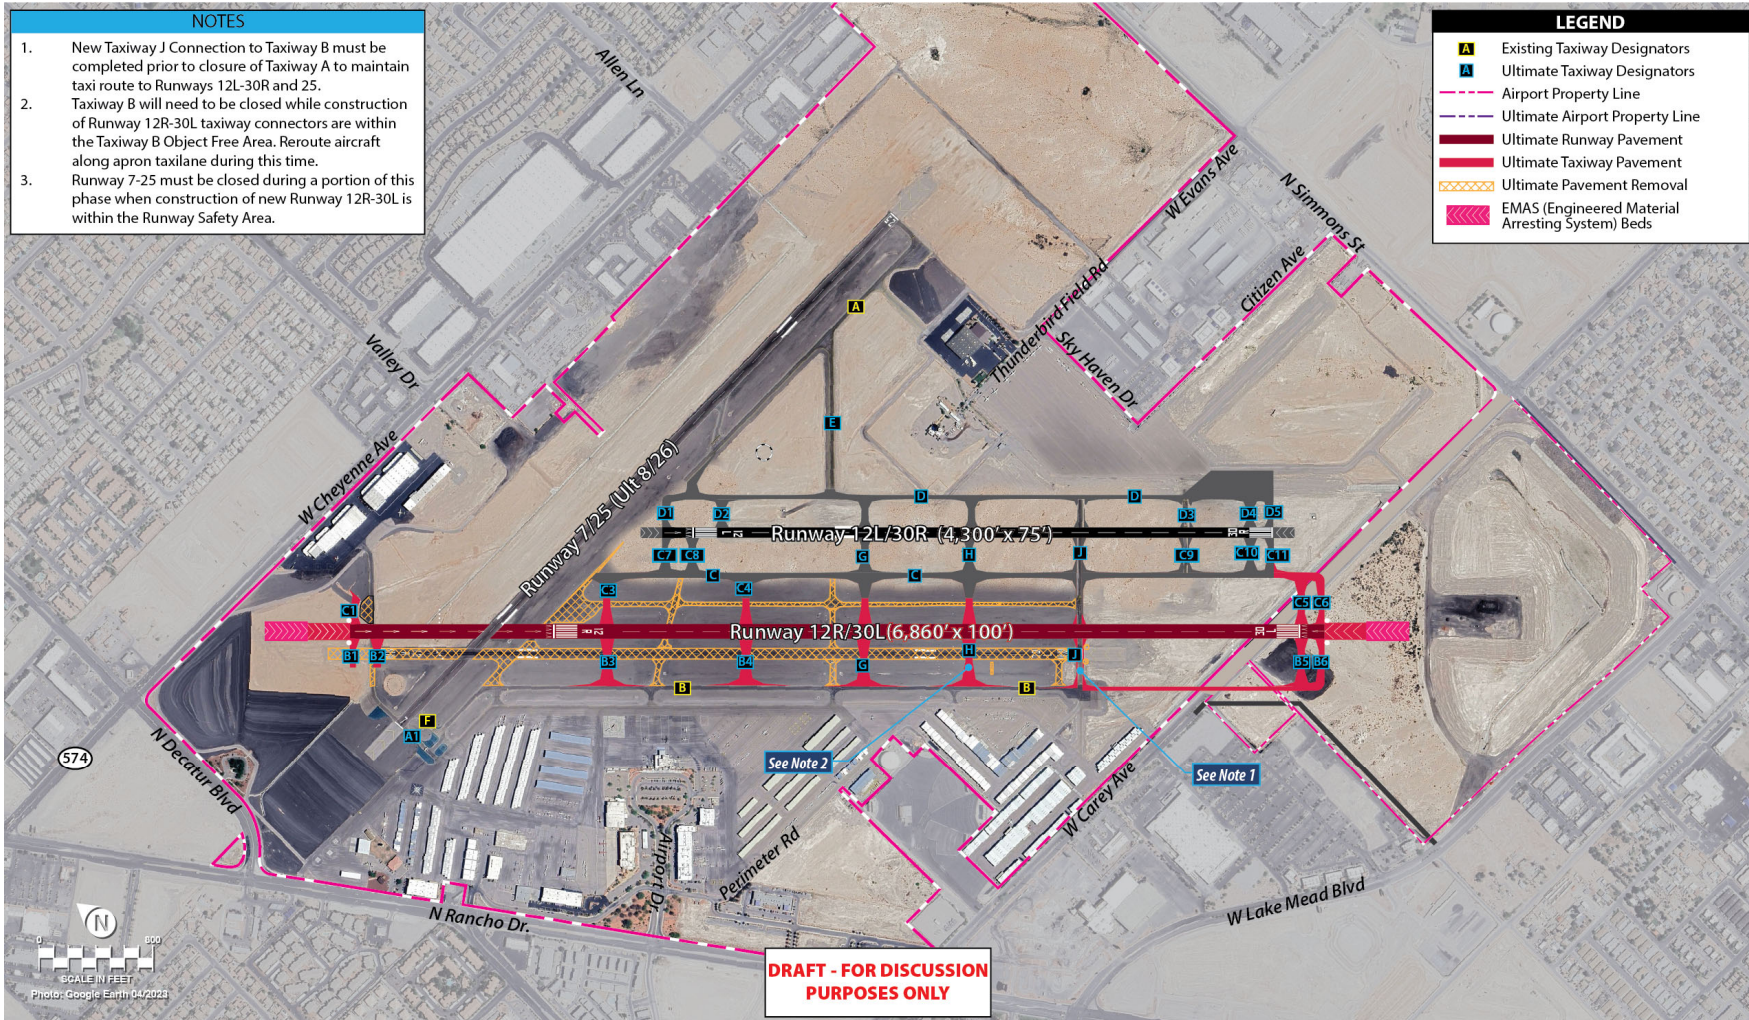 NOTES
1. New Taxiway J Connection to Taxiway B must be
completed prior to closure of Taxiway A to maintain
taxi route to Runways 12L-30R and 25.
2. Taxiway B will need to be closed while construction
of Runway 12R-30L taxiway connectors are within
the Taxiway B Object Free Area. Reroute aircraft
along apron taxilane during this time.
3. Runway 7-25 must be closed during a portion of this
phase when construction of new Runway 12R-30L is
within the Runway Safety Area.
LEGEND
A Existing Taxiway Designators
A Ultimate Taxiway Designators
Airport Property Line
Ultimate Airport Property Line
Ultimate Runway Pavement
Ultimate Taxiway Pavement
Ultimate Pavement Removal
EMAS (Engineered Material
Arresting System) Beds
Allen Ln
W Evans Ave
N Simmons St
Citizen Ave
Thunderbird Field Rd
Sky Haven Dr
Valley Dr
W Cheyenne Ave
25
A
E
Runway 7/25 (Ult 8/26)
D
D
D1
D2
D3
D4
D5
L
12
Runway 12L/30R (4,300' x 75')
30
R
C7
C8
G
H
J
C9
C10
C11
C
C
C1
C3
C4
C5
C6
R
12
Runway 12R/30L(6,860' x 100')
30
L
B1
B2
B3
B4
G
H
J
B5
B6
B
B
F
A1
574
N Decatur Blvd
See Note 2
See Note 1
W Carey Ave
Airport Dr.
Perimeter Rd
N Rancho Dr.
W Lake Mead Blvd
N
0 800
SCALE IN FEET
Photo: Google Earth 04/2023
DRAFT - FOR DISCUSSION
PURPOSES ONLY